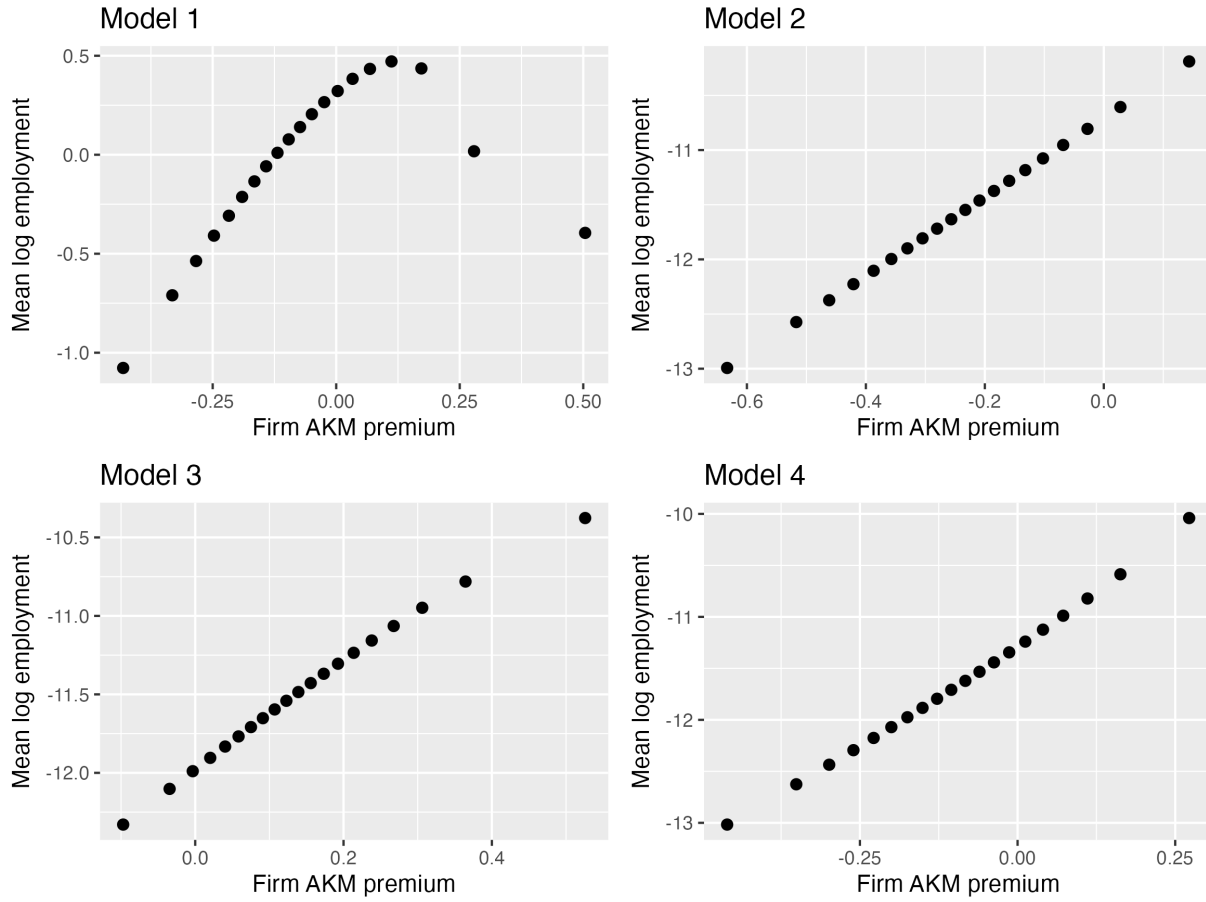 Model 1
Mean log employment
0.5
0.0
-0.5
-1.0
-0.25
0.00
0.25
0.50
Firm AKM premium
Model 2
Mean log employment
-11
-12
-13
-0.6
-0.4
-0.2
0.0
Firm AKM premium
Model 3
Mean log employment
-10.5
-11.0
-11.5
-12.0
0.0
0.2
0.4
Firm AKM premium
Model 4
Mean log employment
-10
-11
-12
-13
-0.25
0.00
0.25
Firm AKM premium